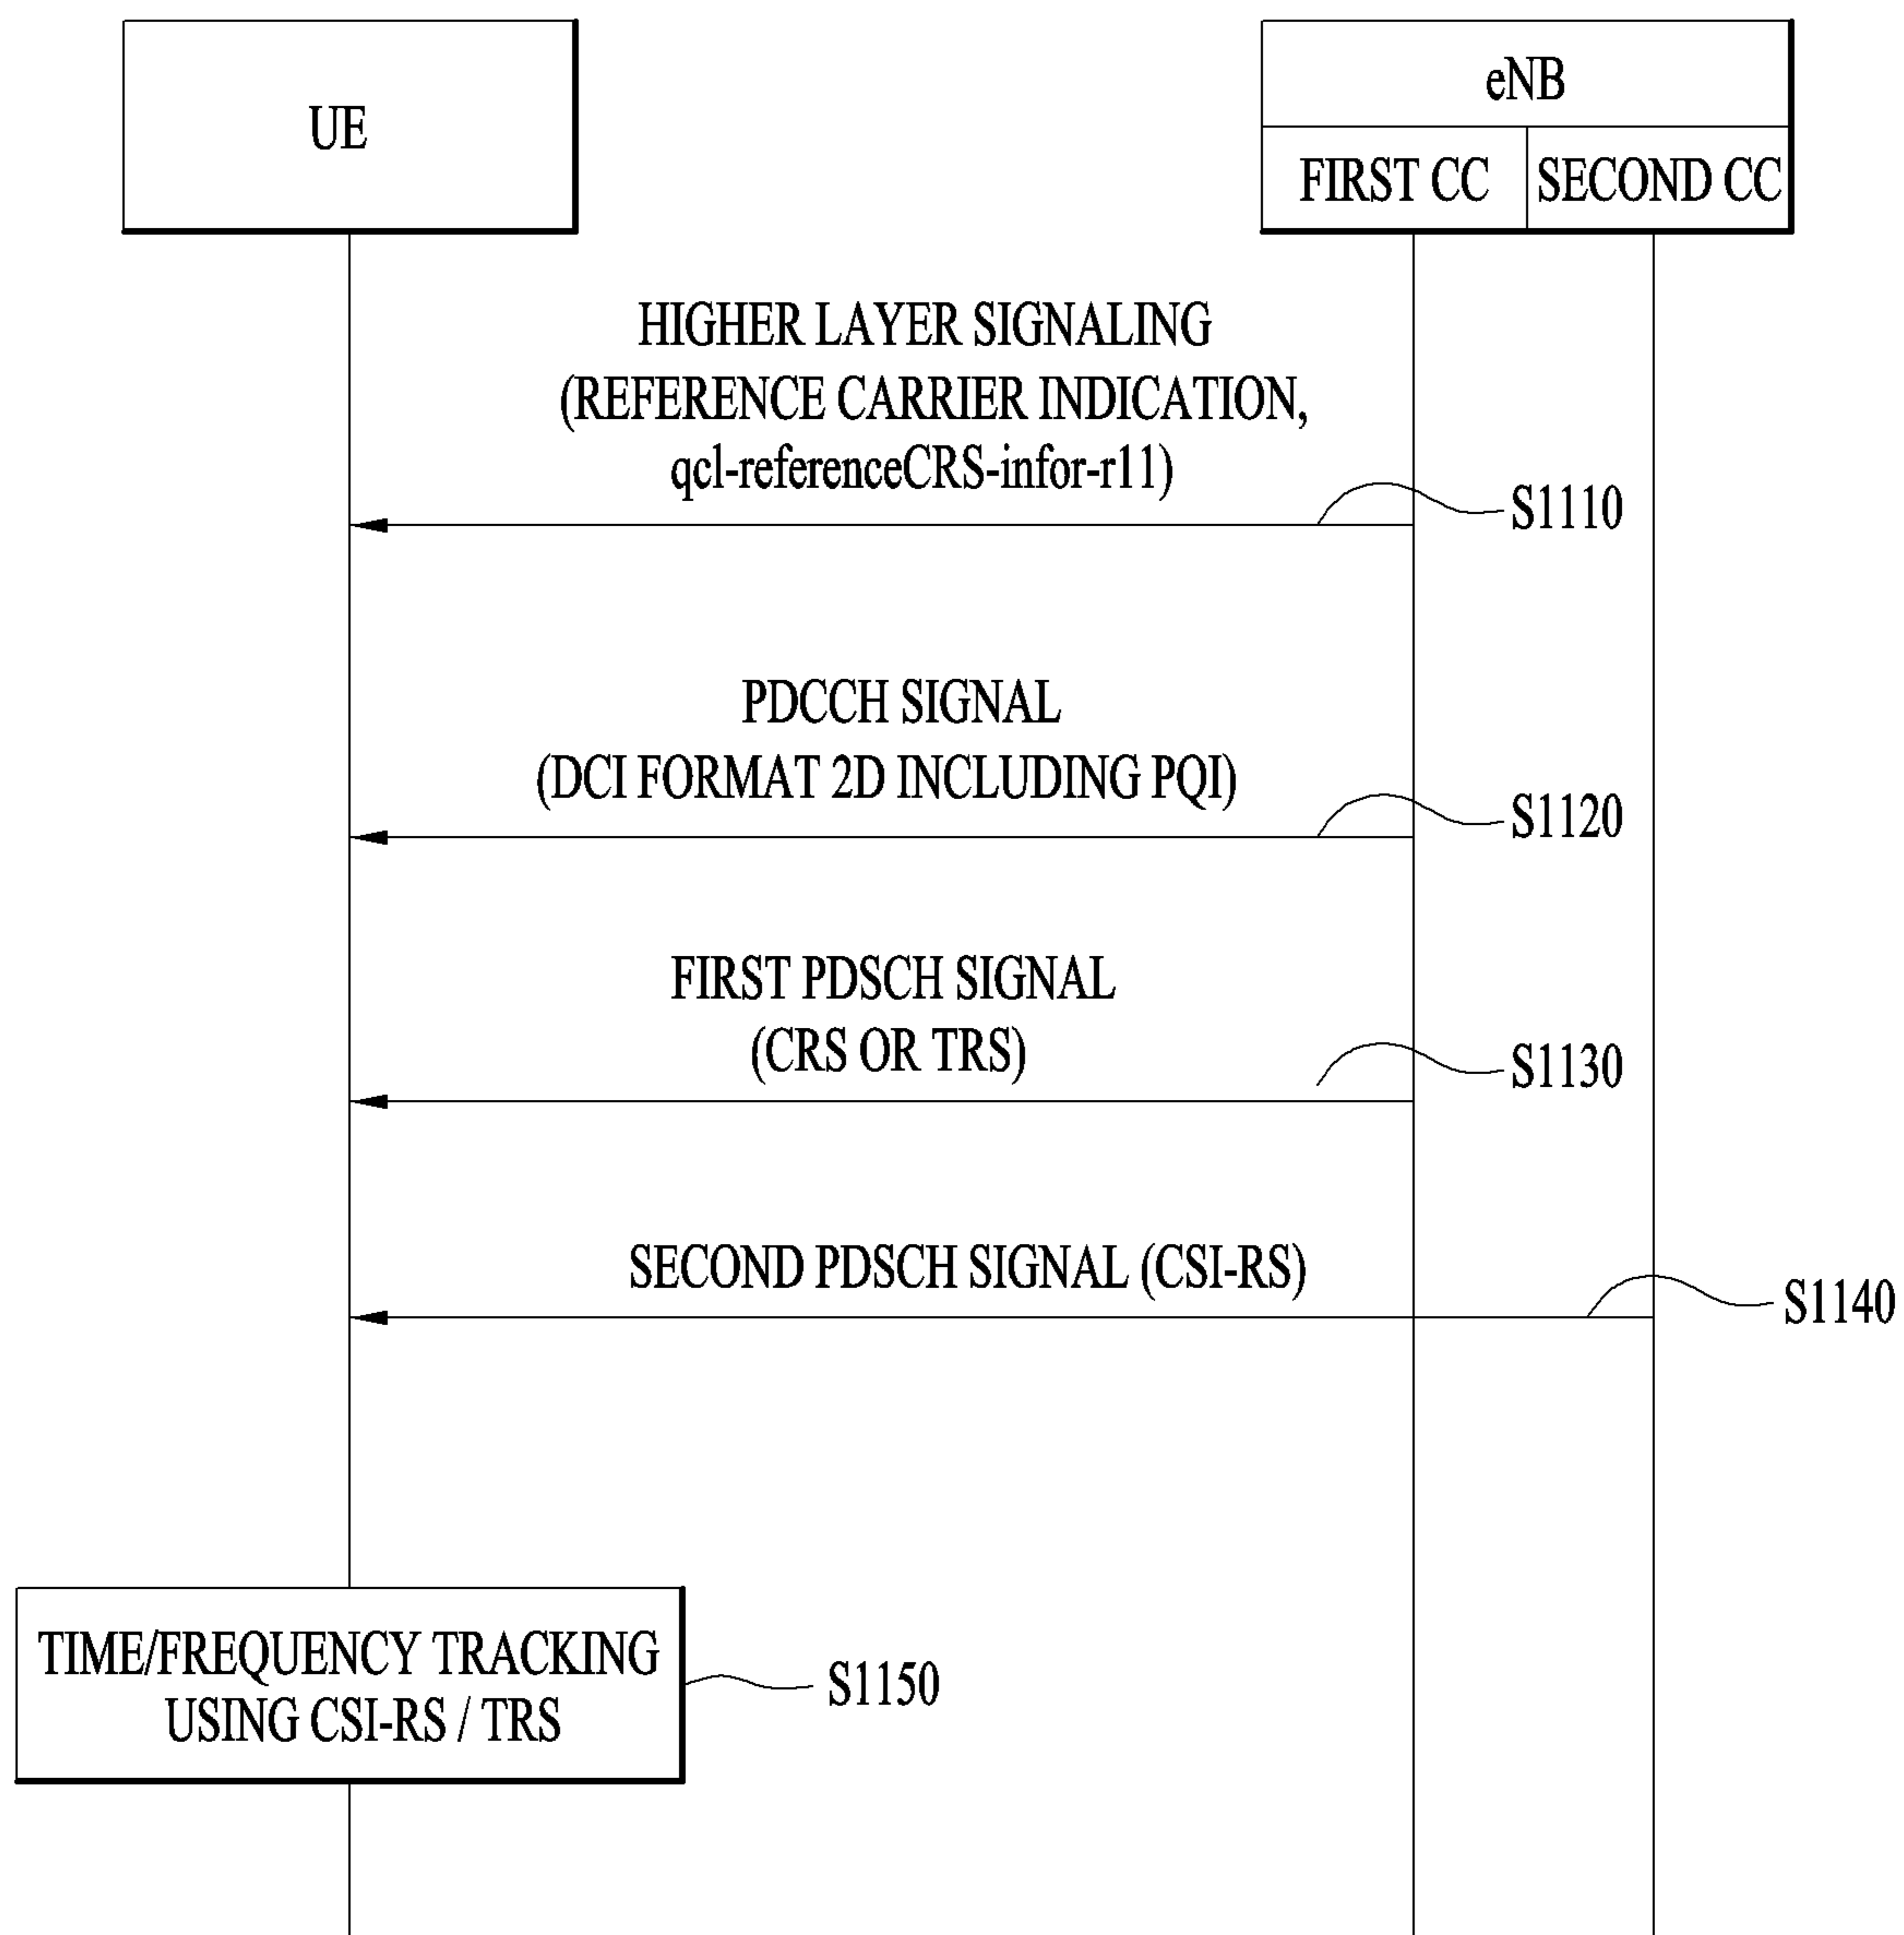 UE
eNB
FIRST CC
SECOND CC
HIGHER LAYER SIGNALING
(REFERENCE CARRIER INDICATION,
qcl-referenceCRS-infor-r11)
S1110
PDCCH SIGNAL
(DCI FORMAT 2D INCLUDING PQI)
S1120
FIRST PDSCH SIGNAL
(CRS OR TRS)
S1130
SECOND PDSCH SIGNAL (CSI-RS)
S1140
TIME/FREQUENCY TRACKING
USING CSI-RS / TRS
S1150